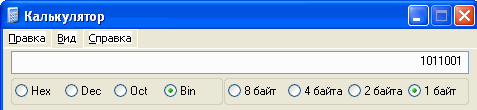 Калькулятор
Правка Вид Справка
1011001
Hex Dec Oct Bin 8 байт 4 байта 2 байта 1 байт